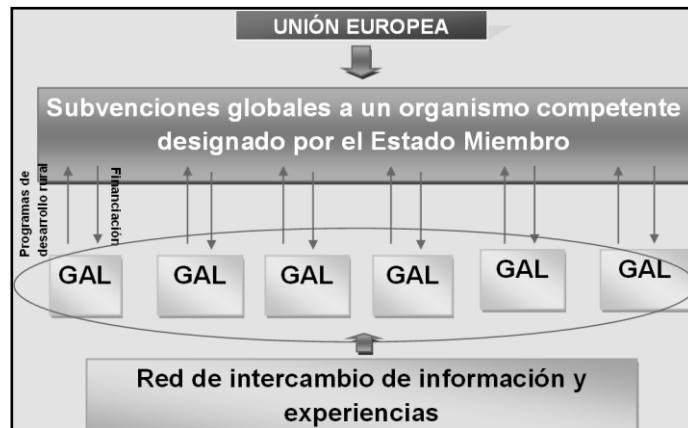 UNIÓN EUROPEA
Subvenciones globales a un organismo competente
designado por el Estado Miembro
Programas de
desarrollo rural
Financiación
GAL
GAL
GAL
GAL
GAL
GAL
Red de intercambio de información y
experiencias